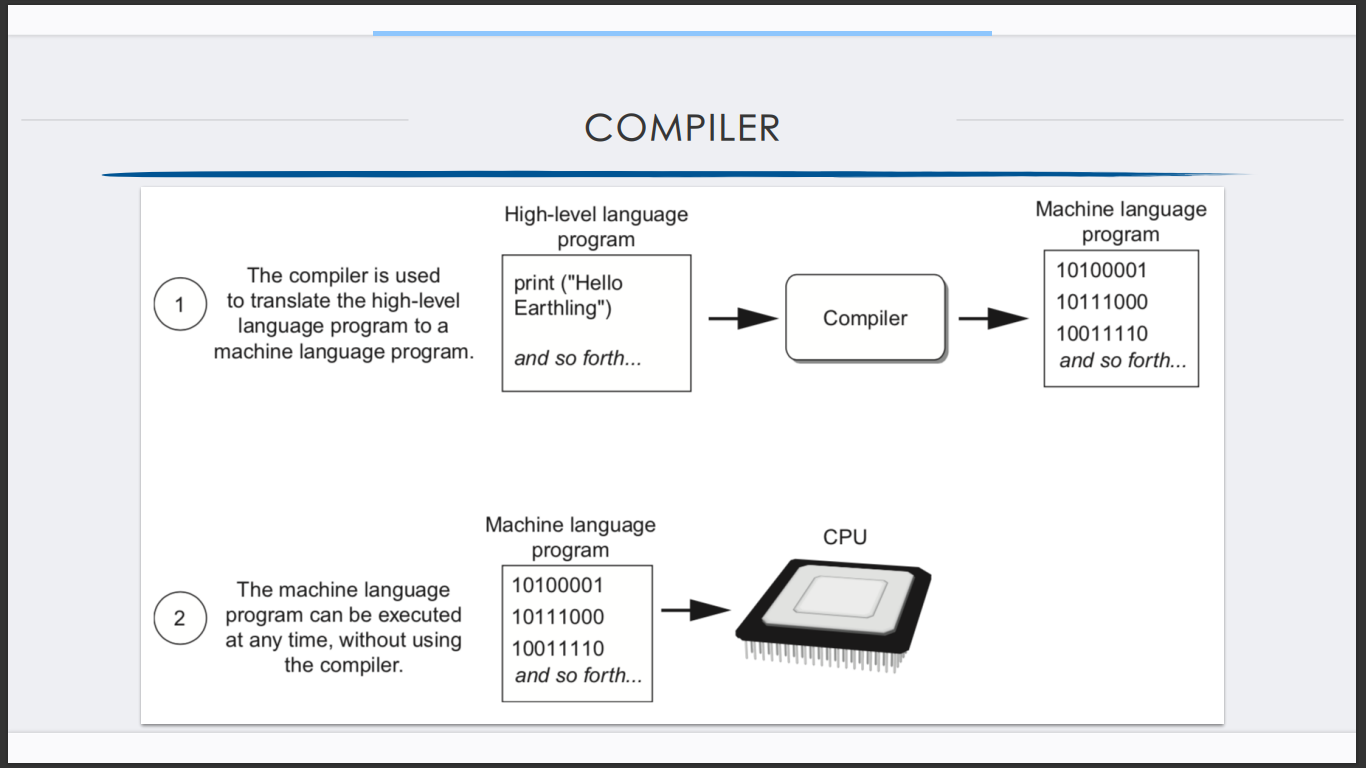 COMPILER
1
The compiler is used
to translate the high-level
language program to a
machine language program.
High-level language
program
print ("Hello
Earthling")
and so forth...
Compiler
Machine language
program
10100001
10111000
10011110
and so forth...
2
The machine language
program can be executed
at any time, without using
the compiler.
Machine language
program
10100001
10111000
10011110
and so forth...
CPU